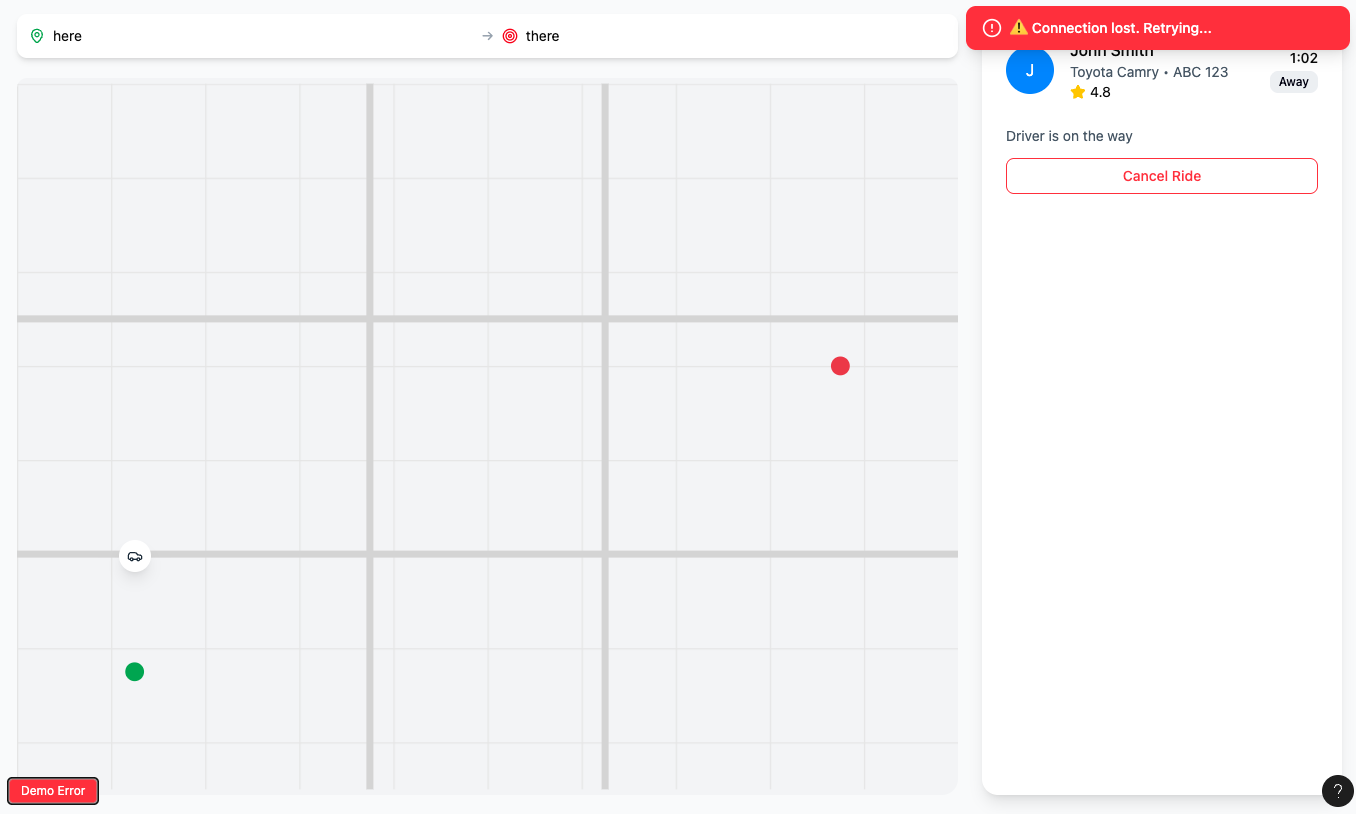 here
there
⚠️ Connection lost. Retrying...
J
John Smith
Toyota Camry • ABC 123
4.8
1:02
Away
Driver is on the way
Cancel Ride
Demo Error
?